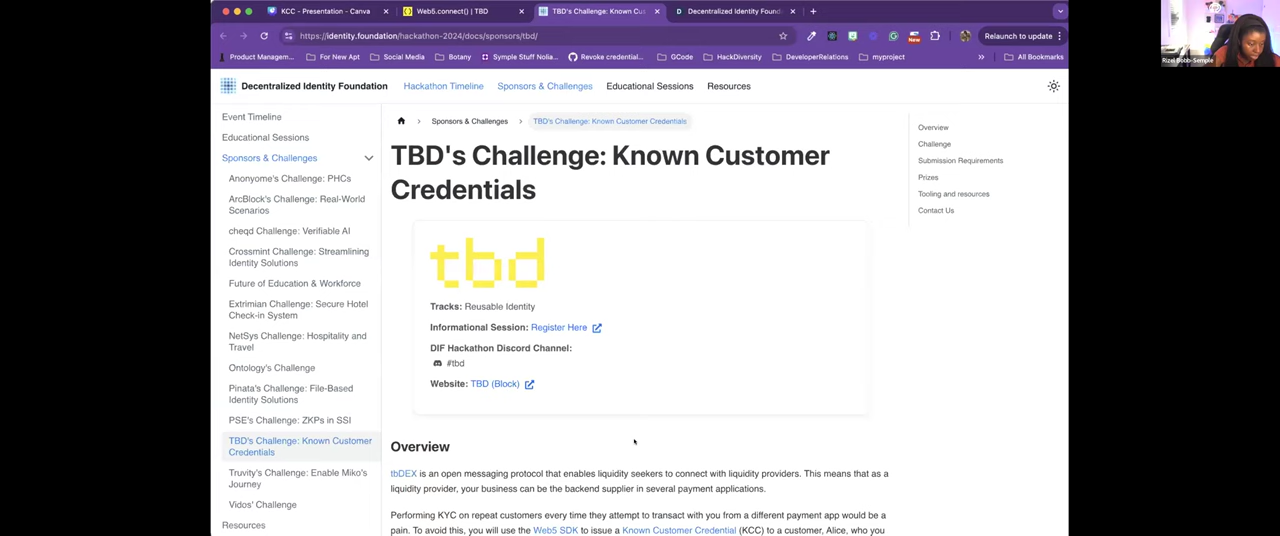 KCC - Presentation - Canva
Web5.connect() | TBD
TBD's Challenge: Known Cu
Decentralized Identity Found
https://identity.foundation/hackathon-2024/docs/sponsors/tbd/
New
Relaunch to update
Product Managem...
For New Apt
Social Media
Botany
Symple Stuff Nolia...
Revoke credential...
GCode
HackDiversity
DeveloperRelations
myproject
All Bookmarks
Rizel Bobb-Semple
Decentralized Identity Foundation
Hackathon Timeline
Sponsors & Challenges
Educational Sessions
Resources
Event Timeline
Educational Sessions
Sponsors & Challenges
Anonyome's Challenge: PHCs
ArcBlock's Challenge: Real-World
Scenarios
cheqd Challenge: Verifiable AI
Crossmint Challenge: Streamlining
Identity Solutions
Future of Education & Workforce
Extrimian Challenge: Secure Hotel
Check-in System
NetSys Challenge: Hospitality and
Travel
Ontology's Challenge
Pinata's Challenge: File-Based
Identity Solutions
PSE's Challenge: ZKPs in SSI
TBD's Challenge: Known Customer
Credentials
Truvity's Challenge: Enable Miko's
Journey
Vidos' Challenge
Resources
Sponsors & Challenges
TBD's Challenge: Known Customer Credentials
TBD's Challenge: Known Customer
Credentials
tbd
Tracks: Reusable Identity
Informational Session: Register Here
DIF Hackathon Discord Channel:
#tbd
Website: TBD (Block)
Overview
tbDEX is an open messaging protocol that enables liquidity seekers to connect with liquidity providers. This means that as a
liquidity provider, your business can be the backend supplier in several payment applications.
Performing KYC on repeat customers every time they attempt to transact with you from a different payment app would be a
pain. To avoid this, you will use the Web5 SDK to issue a Known Customer Credential (KCC) to a customer, Alice, who you
Overview
Challenge
Submission Requirements
Prizes
Tooling and resources
Contact Us